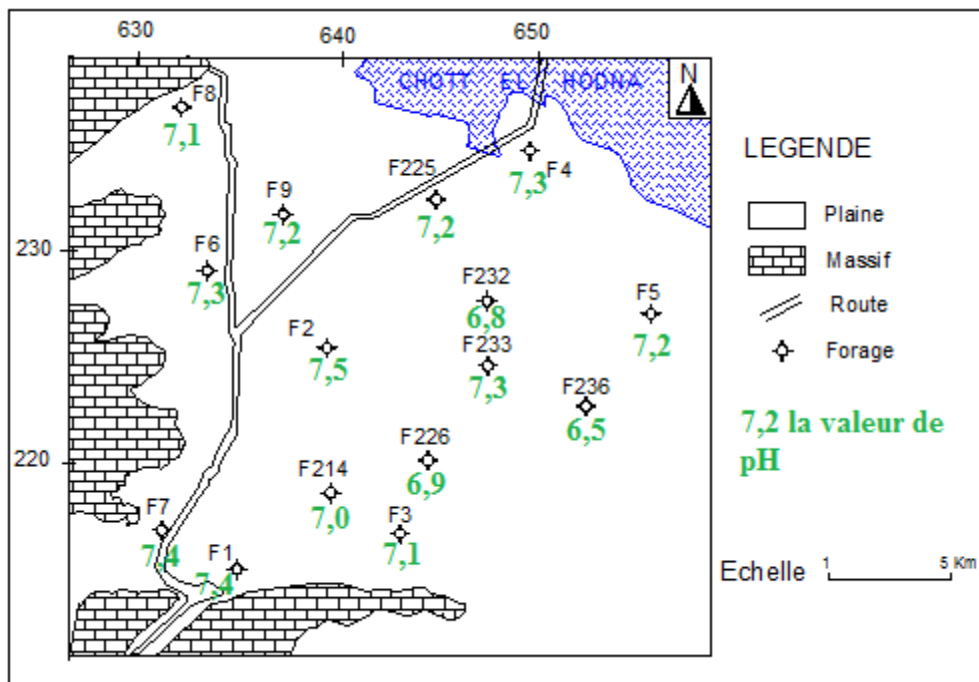 630 640 650
CHOTT EL HODNA
N
F8
7,1
F225
F4
7,3
F9
7,2
7,2
230
F6
7,3
F232
6,8
F5
7,2
F2
7,5
F233
7,3
F236
6,5
F226
6,9
220
F214
7,0
F7
7,4
F3
7,1
F1
7,4
LEGENDE
Plaine
Massif
Route
Forage
7,2 la valeur de
pH
Echelle 1 5 Km